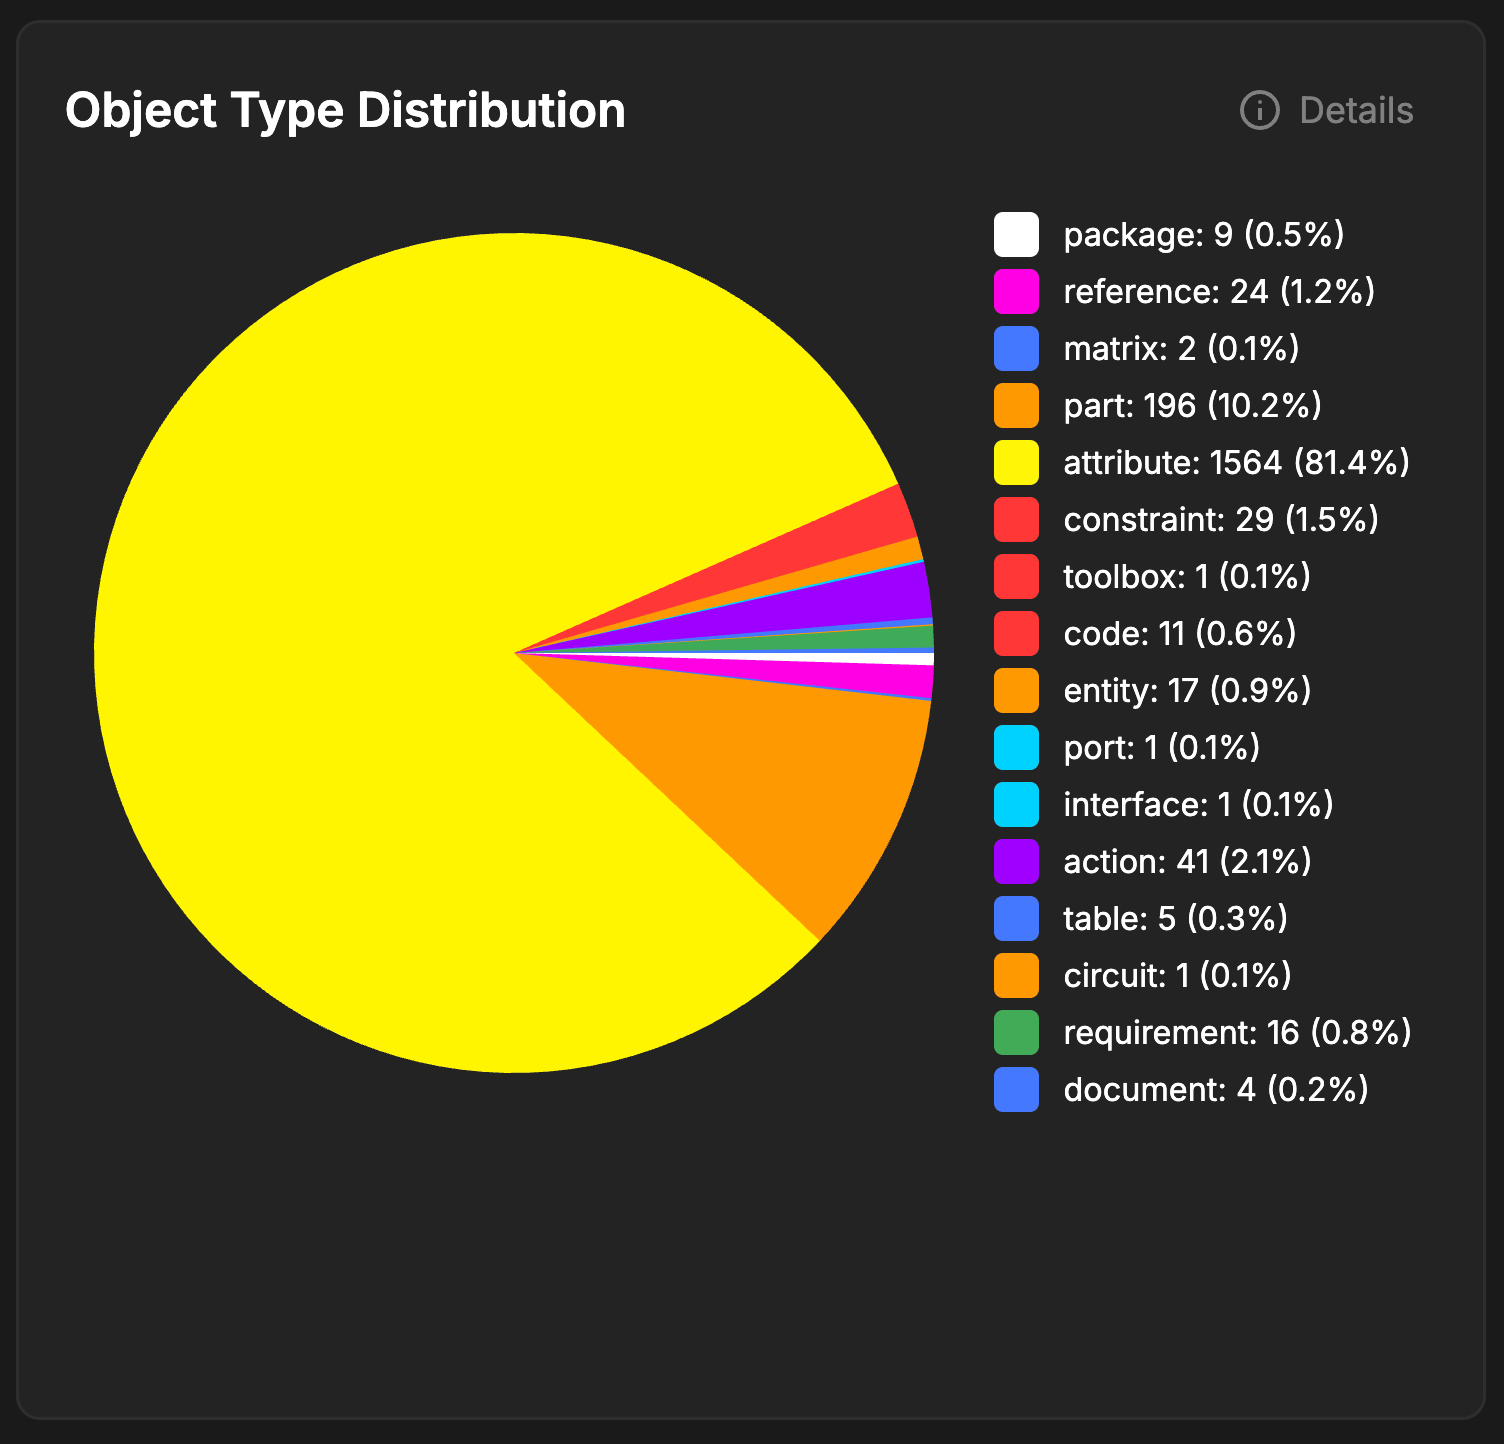 Object Type Distribution
Details
package: 9 (0.5%)
reference: 24 (1.2%)
matrix: 2 (0.1%)
part: 196 (10.2%)
attribute: 1564 (81.4%)
constraint: 29 (1.5%)
toolbox: 1 (0.1%)
code: 11 (0.6%)
entity: 17 (0.9%)
port: 1 (0.1%)
interface: 1 (0.1%)
action: 41 (2.1%)
table: 5 (0.3%)
circuit: 1 (0.1%)
requirement: 16 (0.8%)
document: 4 (0.2%)